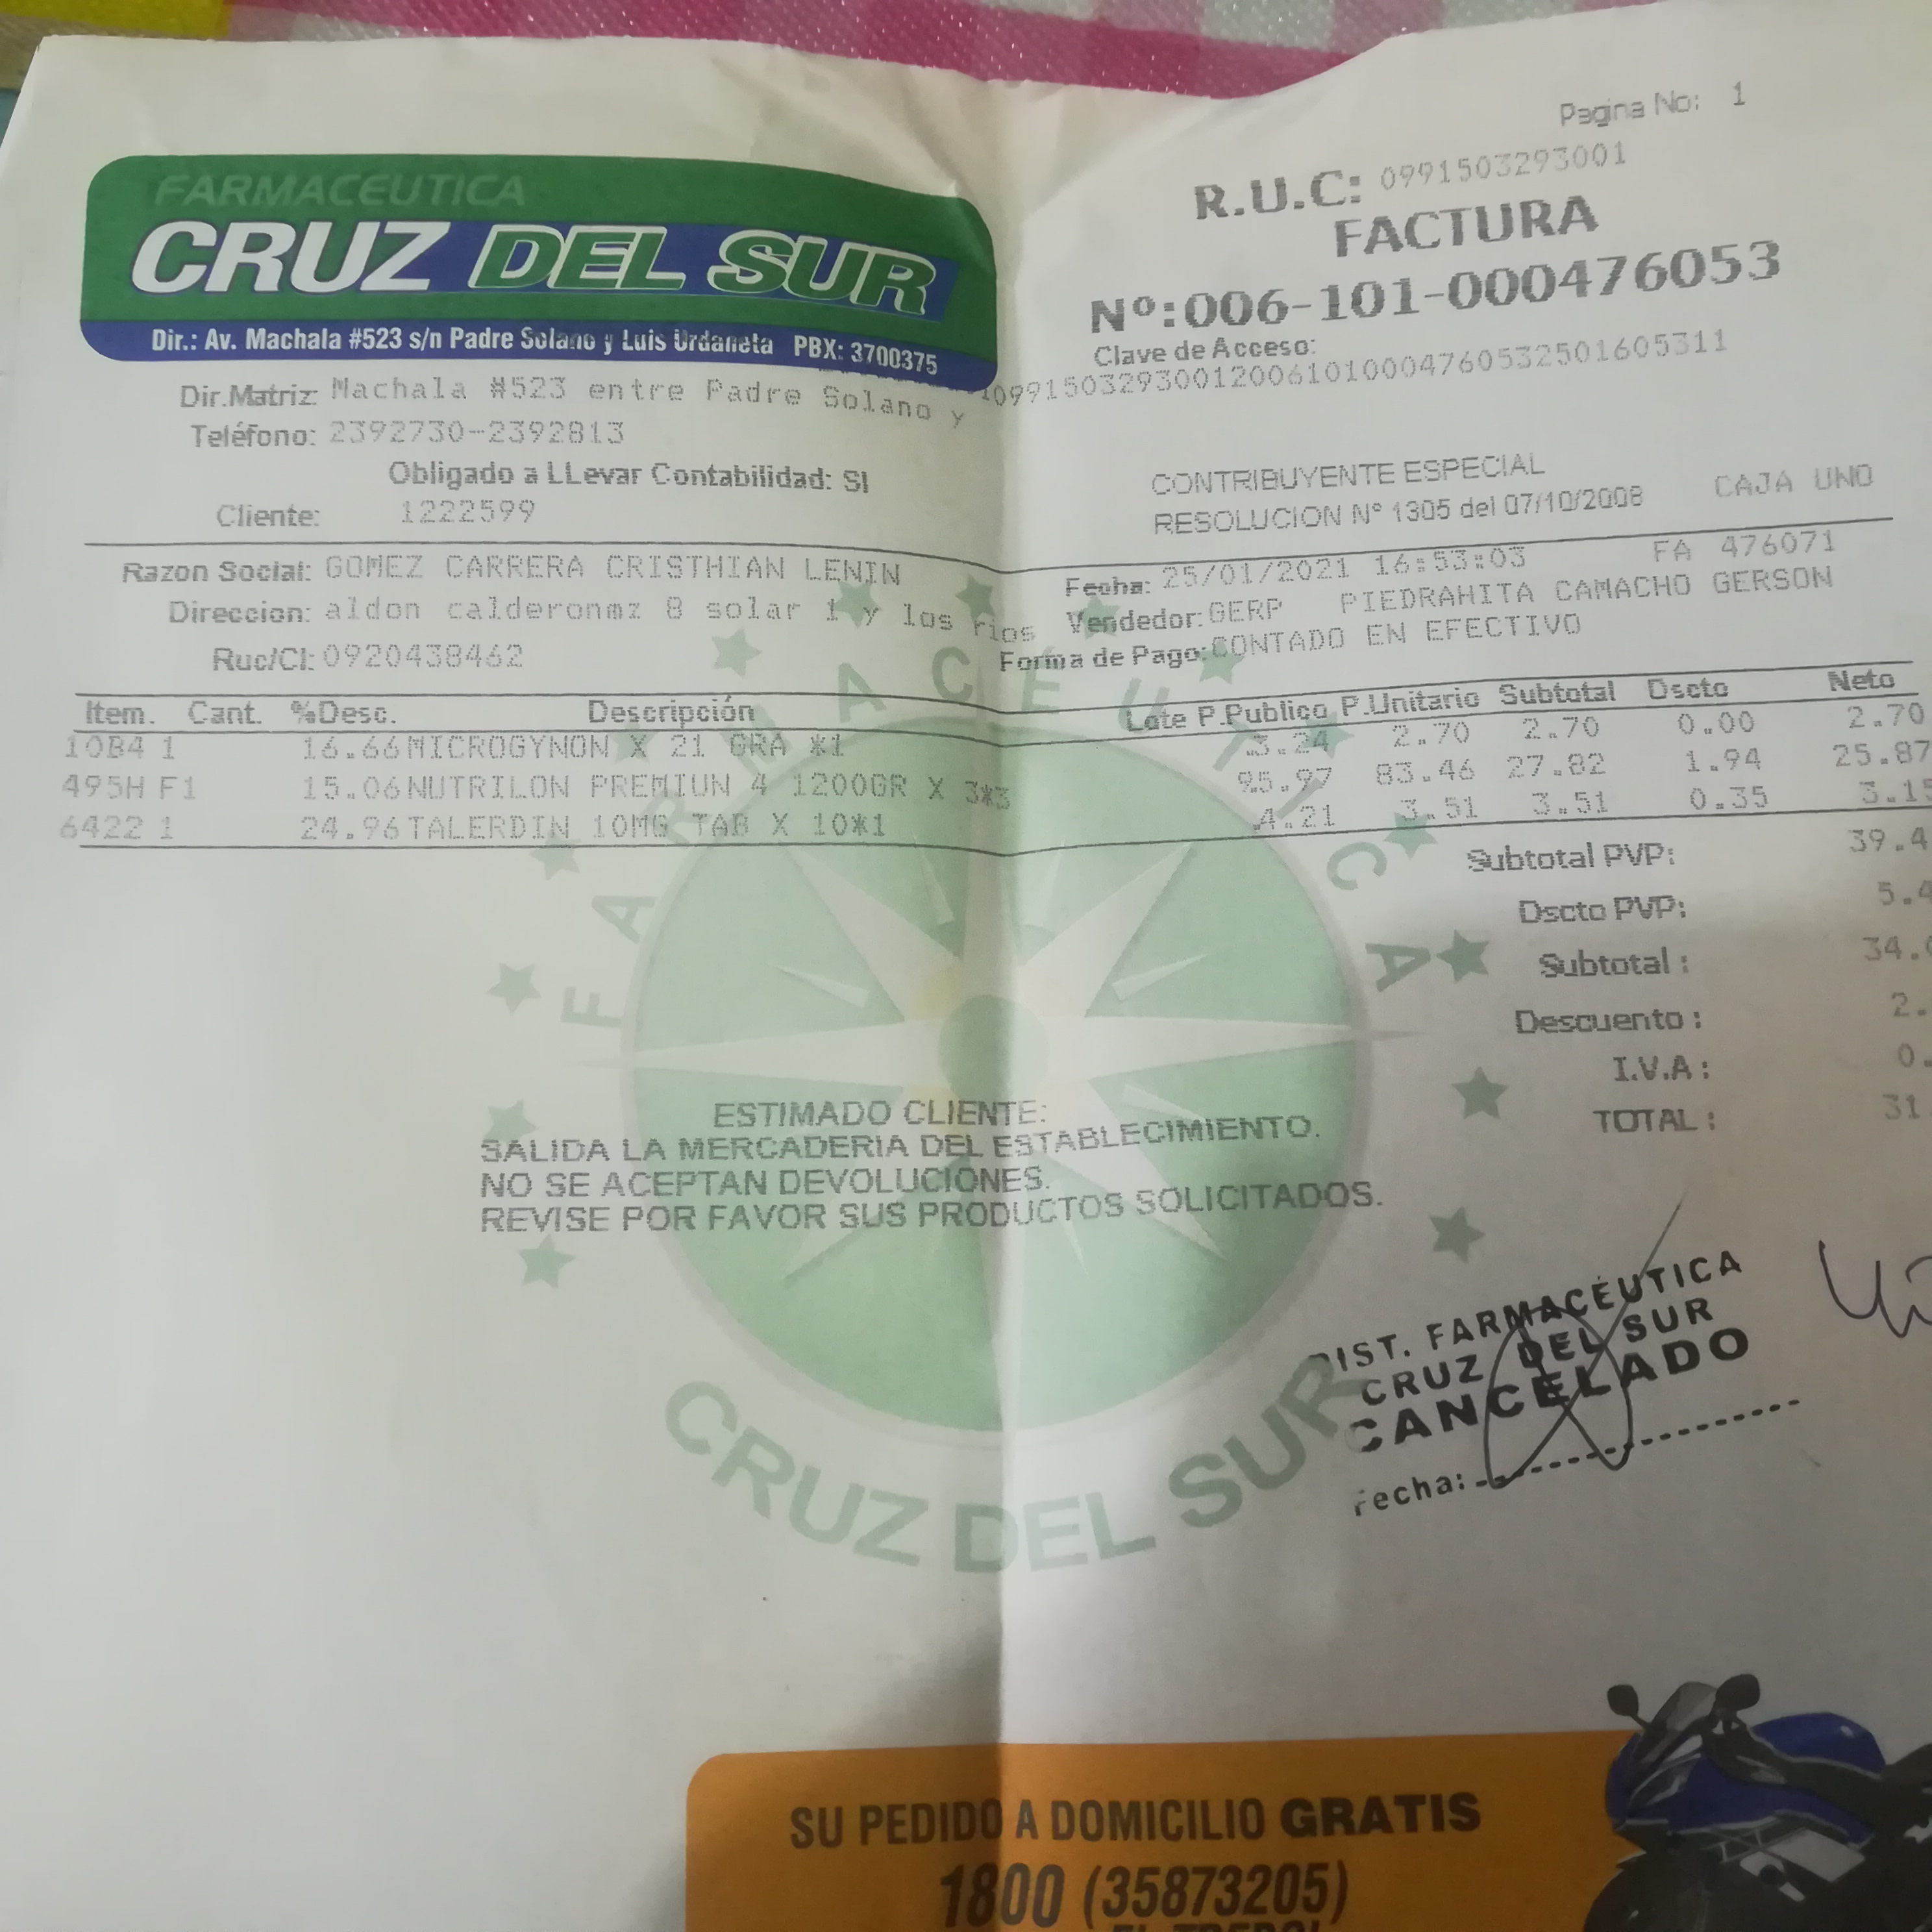 Pagina No: 1
FARMACEUTICA
CRUZ DEL SUR
Dir.: Av. Machala #523 s/n Padre Solano y Luis Urdaneta PBX: 3700375
R.U.C: 0991503293001
FACTURA
Nº:006-101-000476053
Clave de Acceso:
Dir.Matriz: Machala #523 entre Padre Solano y
Teléfono: 2392730-2392813
Obligado a LLevar Contabilidad: SI
Cliente: 1222599
CONTRIBUYENTE ESPECIAL
RESOLUCION Nº 1305 del 07/10/2008 CAJA UNO
Razon Social: GOMEZ CARRERA CRISTHIAN LENIN
Direccion: aldon calderonmz 8 solar 1 y los rios
Ruc/CI: 0920438462
Fecha: 25/01/2021 16:53:03 FA 476071
Vendedor: GERP PIEDRAHITA CAMACHO GERSON
Forma de Pago: CONTADO EN EFECTIVO
Item. Cant. %Desc. Descripción Lote P.Publico P.Unitario Subtotal Dscto Neto
10B4 1 16.66 MICROGYNON X 21 GRA *1 3.24 2.70 2.70 0.00 2.70
495H F1 15.06 NUTRILON PREMIUN 4 1200GR X 3*3 95.97 83.46 27.82 1.94 25.87
6422 1 24.96 TALERDIN 10MG TAB X 10*1 4.21 3.51 3.51 0.35 3.15
Subtotal PVP: 39.4
Dscto PVP: 5.4
Subtotal : 34.
Descuento : 2.
I.V.A : 0.
TOTAL : 31
FARMACEUTICA
CRUZ DEL SUR
ESTIMADO CLIENTE:
SALIDA LA MERCADERIA DEL ESTABLECIMIENTO.
NO SE ACEPTAN DEVOLUCIONES.
REVISE POR FAVOR SUS PRODUCTOS SOLICITADOS.
DIST. FARMACÉUTICA
CRUZ DEL SUR
CANCELADO
Fecha:
SU PEDIDO A DOMICILIO GRATIS
1800 (35873205)